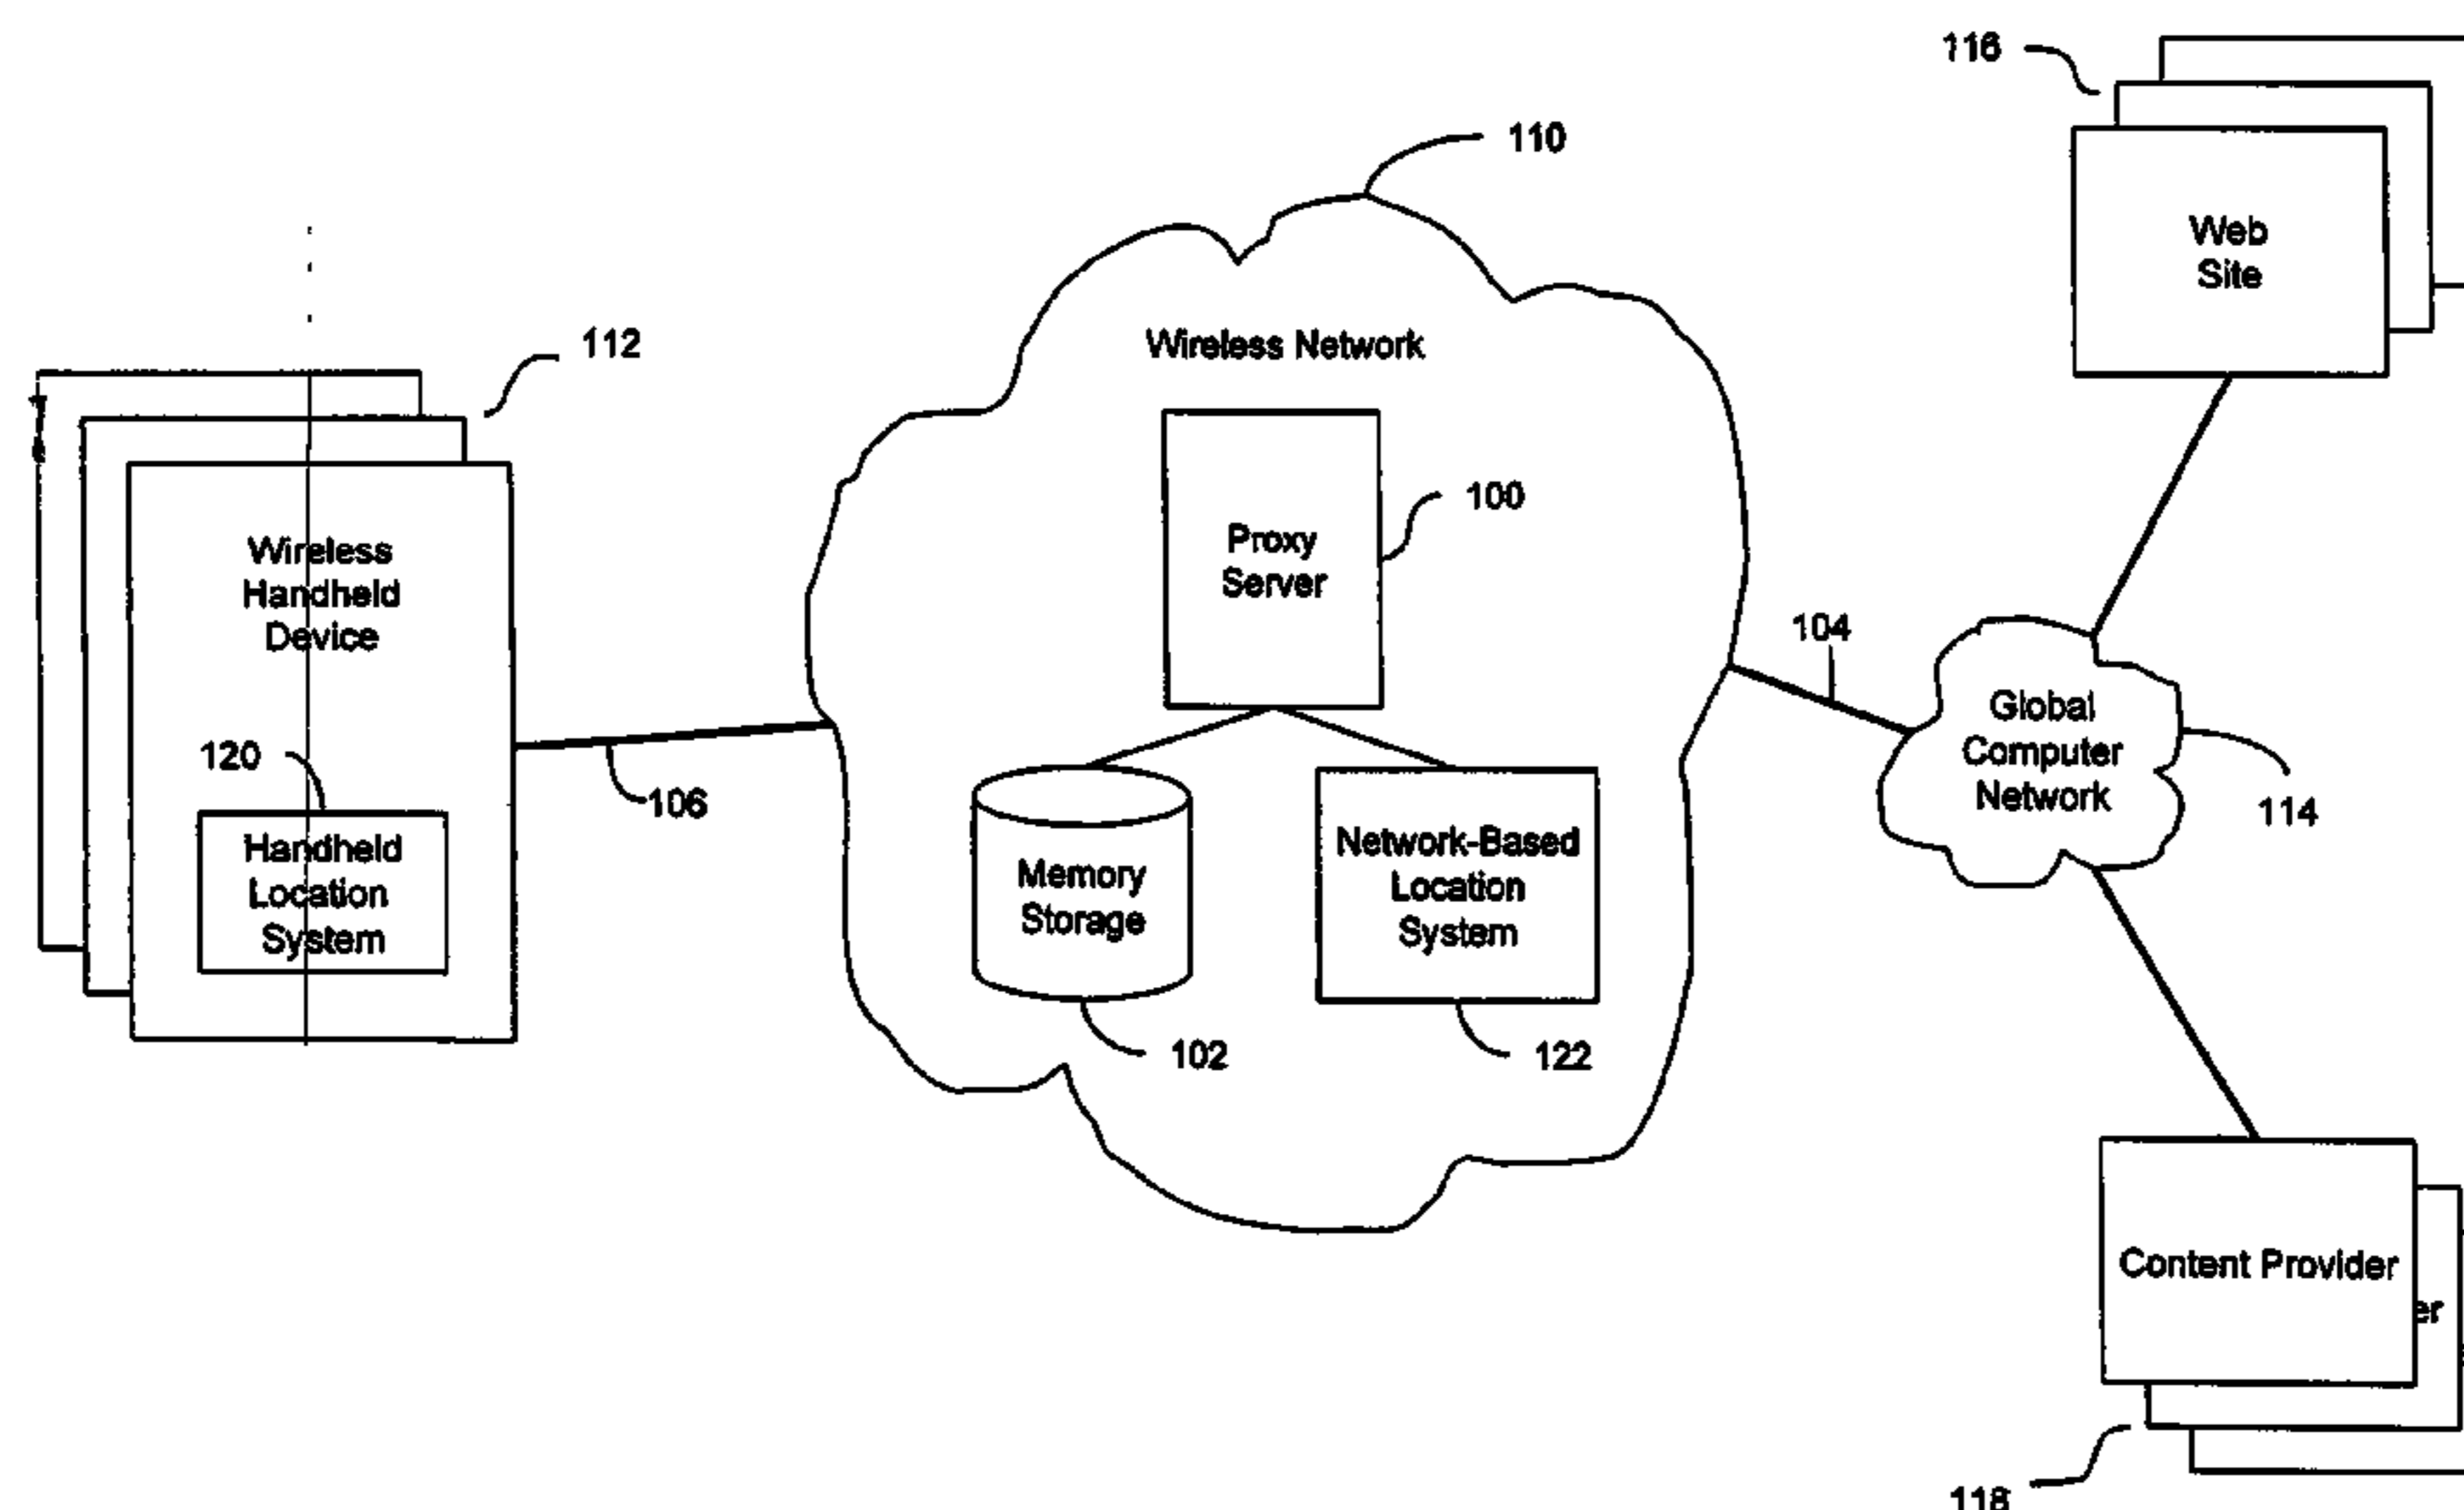 116
Web
Site
110
Wireless Network
112
100
Proxy
Server
Wireless
Handheld
Device
104
Global
Computer
Network
120
106
114
Handheld
Location
System
Memory
Storage
Network-Based
Location
System
102
122
Content Provider
er
118